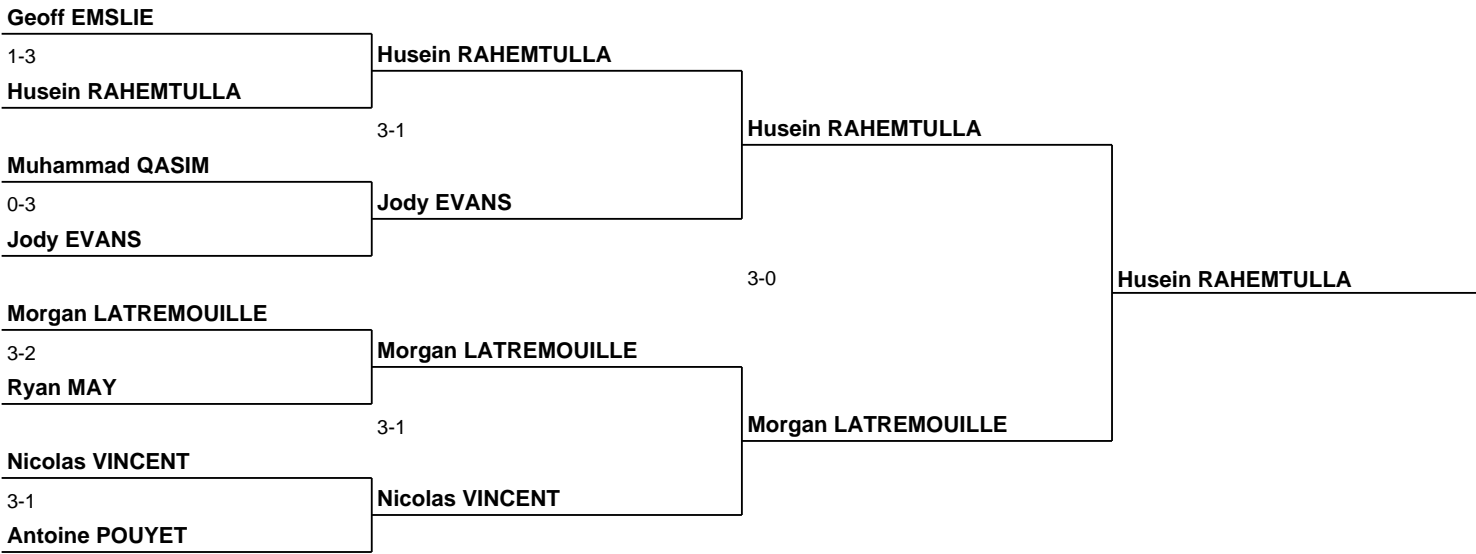 Geoff EMSLIE
1-3
Husein RAHEMTULLA
Husein RAHEMTULLA
3-1
Husein RAHEMTULLA
Muhammad QASIM
0-3
Jody EVANS
Jody EVANS
3-0
Husein RAHEMTULLA
Morgan LATREMOUILLE
3-2
Morgan LATREMOUILLE
Ryan MAY
3-1
Morgan LATREMOUILLE
Nicolas VINCENT
3-1
Nicolas VINCENT
Antoine POUYET